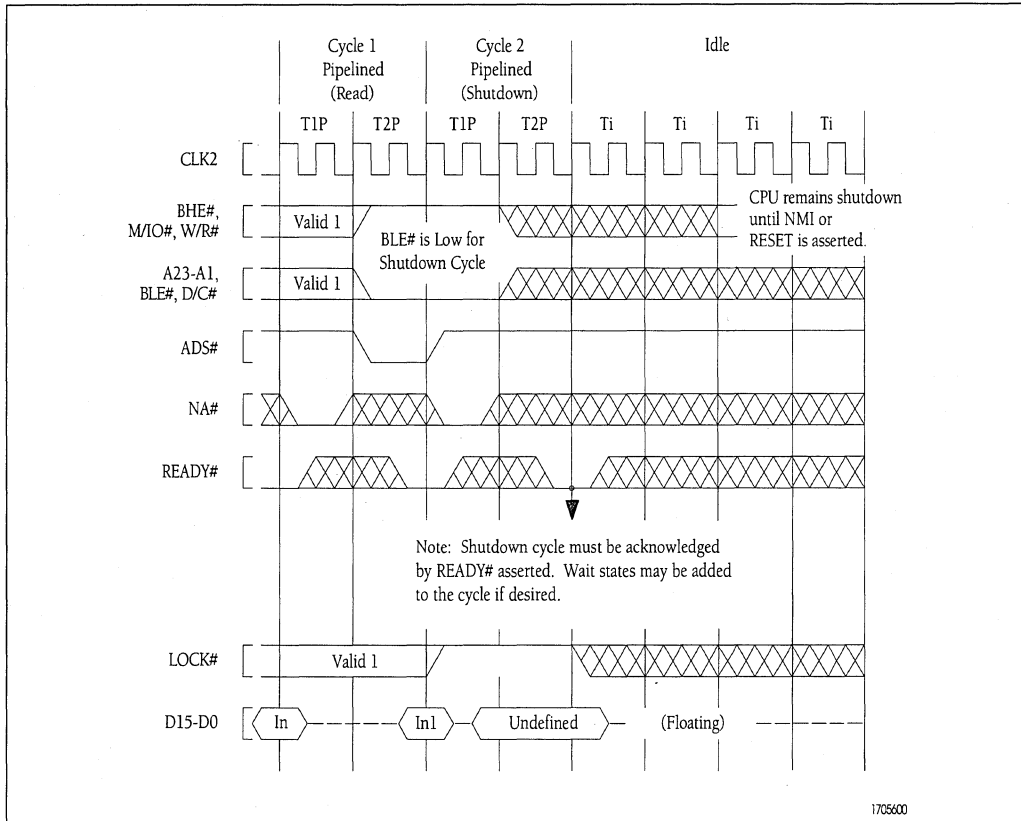 Cycle 1
Pipelined
(Read)
Cycle 2
Pipelined
(Shutdown)
Idle
T1P
T2P
T1P
T2P
Ti
Ti
Ti
Ti
CLK2
BHE#,
M/IO#, W/R#
Valid 1
BLE# is Low for
Shutdown Cycle
CPU remains shutdown
until NMI or
RESET is asserted.
A23-A1,
BLE#, D/C#
Valid 1
ADS#
NA#
READY#
Note: Shutdown cycle must be acknowledged
by READY# asserted. Wait states may be added
to the cycle if desired.
LOCK#
Valid 1
D15-D0
In
In1
Undefined
(Floating)
1705600